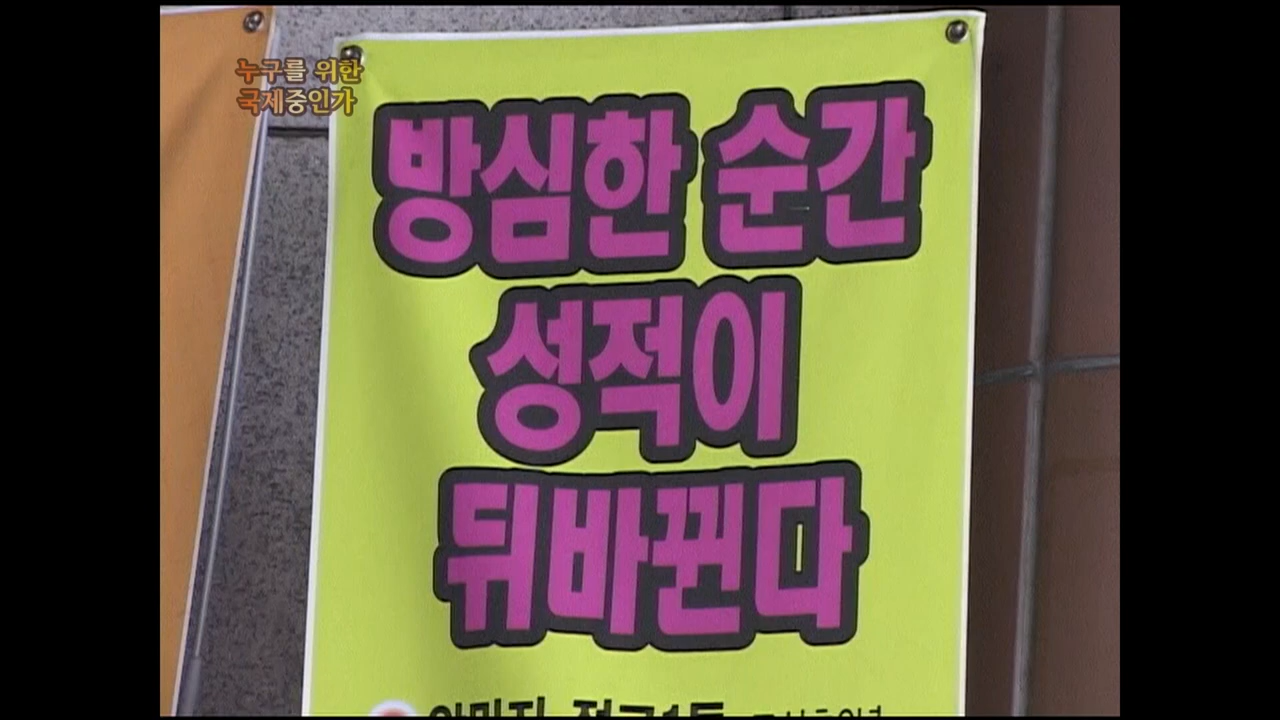 누구를 위한
국제중인가
방심한 순간
성적이
뒤바뀐다